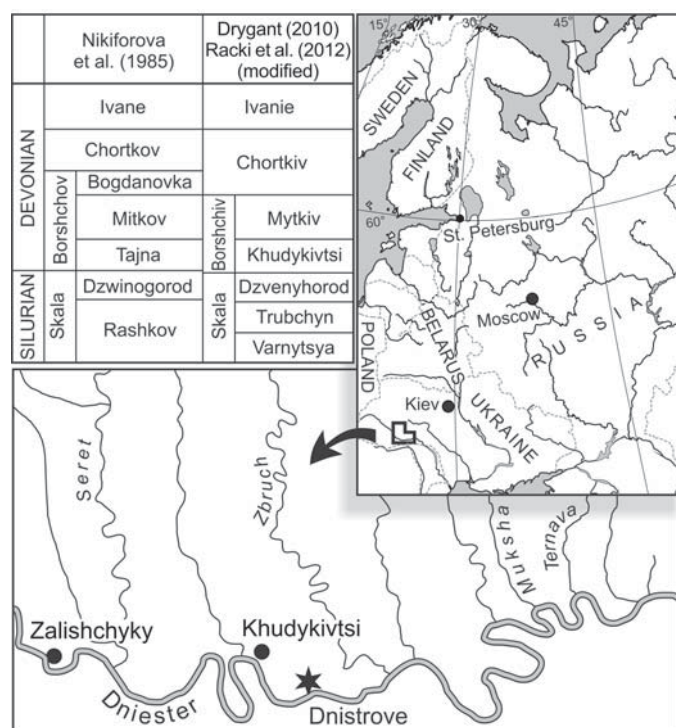 Nikiforova
et al. (1985)
Drygant (2010)
Racki et al. (2012)
(modified)
DEVONIAN
Ivane
Ivanie
Chortkov
Chortkiv
Borshchov
Bogdanovka
Mitkov
Tajna
Borshchiv
Mytkiv
Khudykivtsi
SILURIAN
Skala
Dzwinogorod
Rashkov
Skala
Dzvenyhorod
Trubchyn
Varnytsya
15°
30°
45°
60°
SWEDEN
FINLAND
St. Petersburg
Moscow
RUSSIA
BELARUS
POLAND
Kiev
UKRAINE
Seret
Zbruch
Muksha
Ternava
Zalishchyky
Khudykivtsi
Dniester
Dnistrove